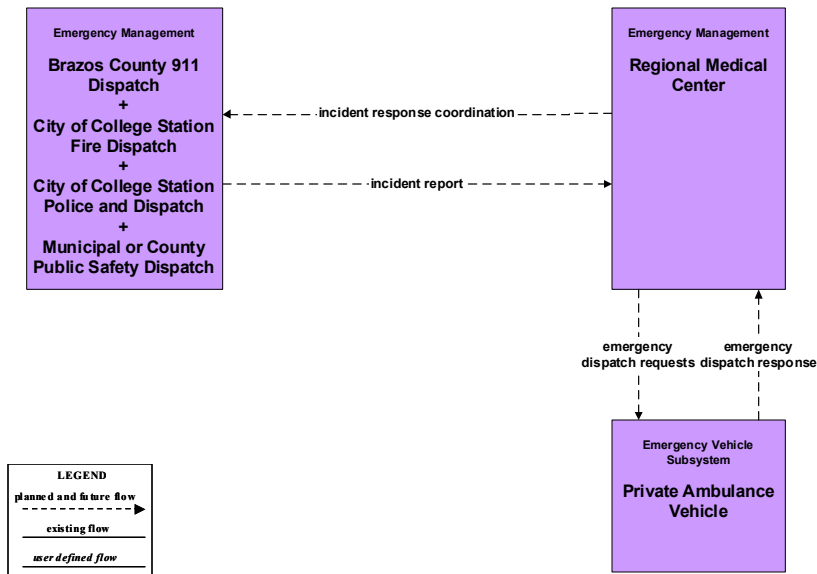 Emergency Management
Brazos County 911
Dispatch
+
City of College Station
Fire Dispatch
+
City of College Station
Police and Dispatch
+
Municipal or County
Public Safety Dispatch
Emergency Management
Regional Medical
Center
incident response coordination
incident report
emergency
dispatch requests
emergency
dispatch response
Emergency Vehicle
Subsystem
Private Ambulance
Vehicle
LEGEND
planned and future flow
existing flow
user defined flow